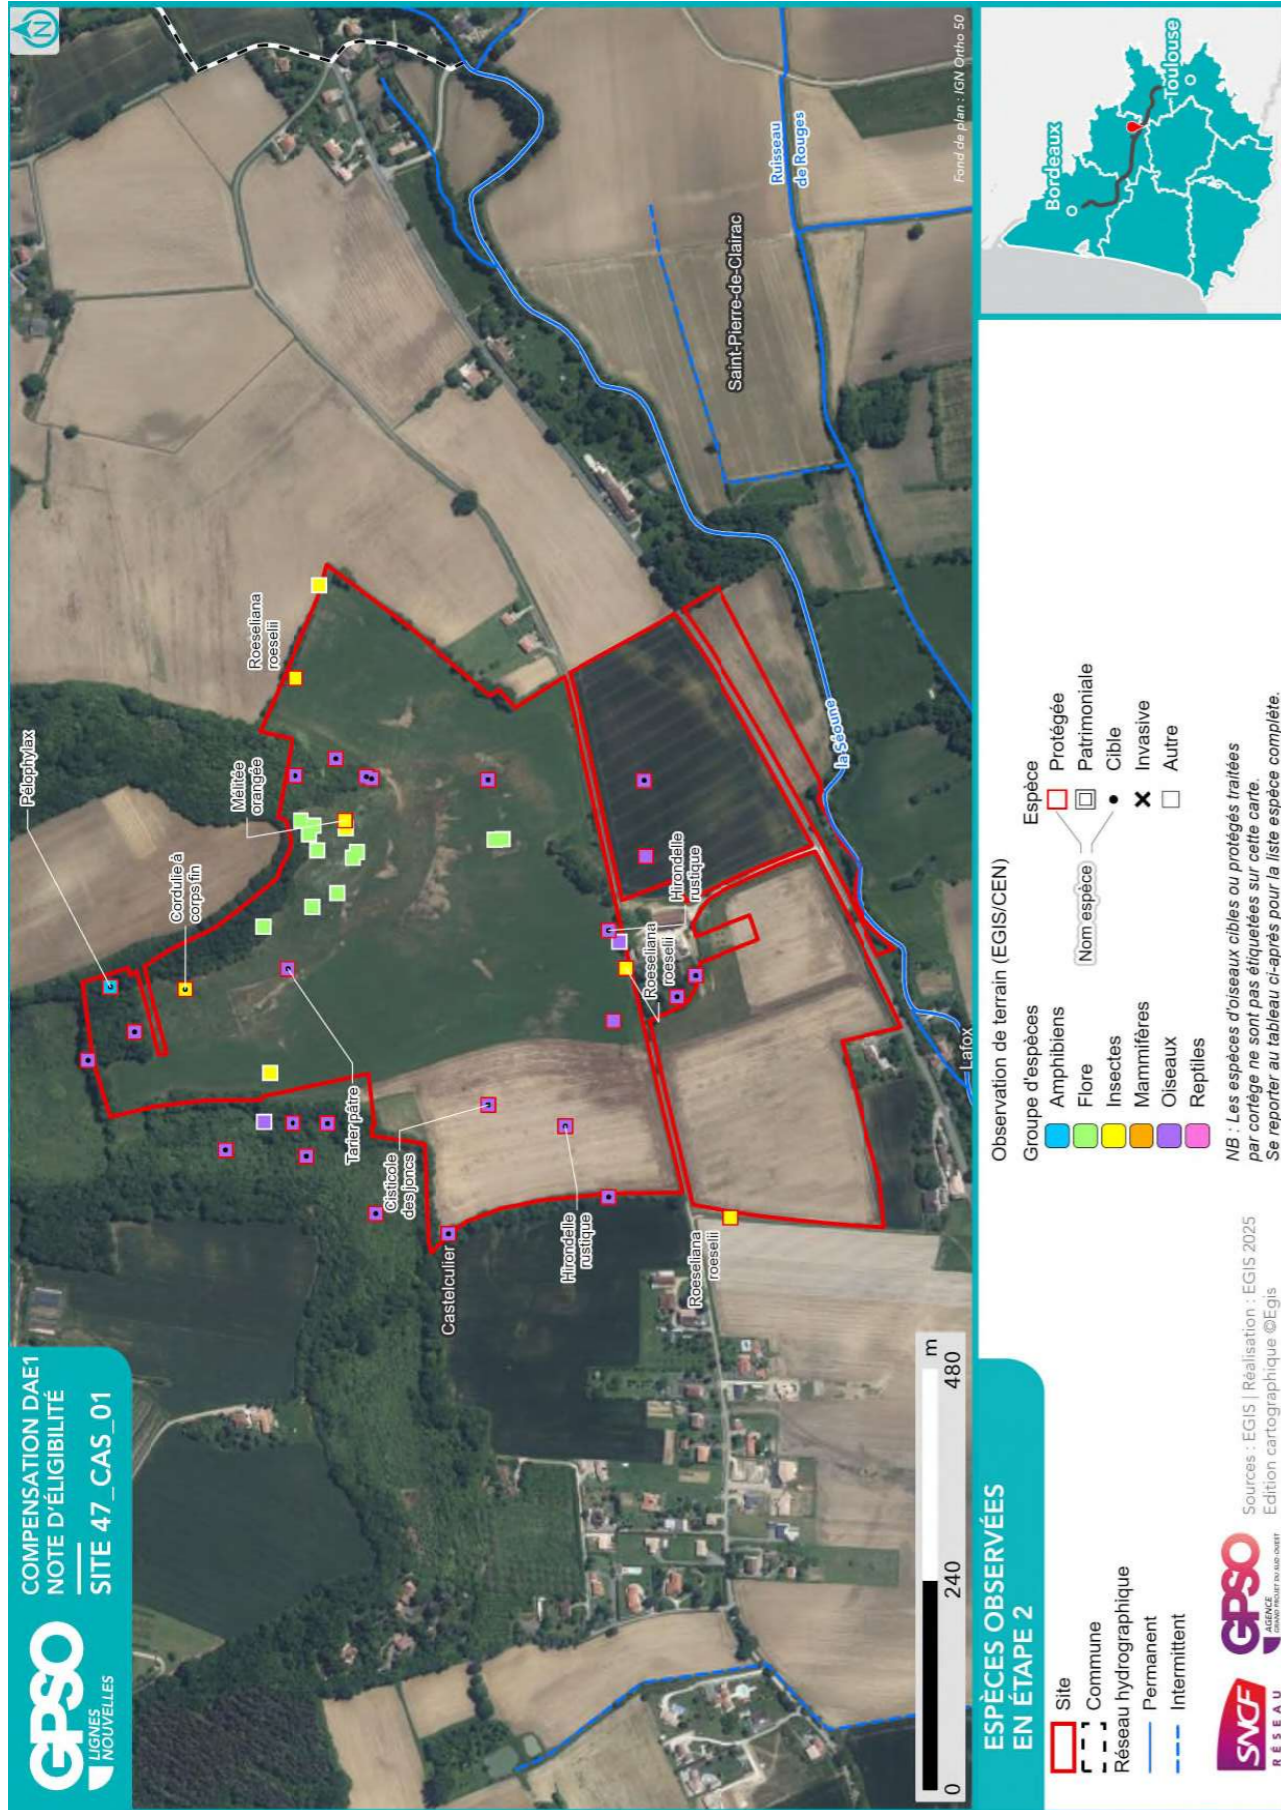 GPSO
LIGNES
NOUVELLES
COMPENSATION DAE1
NOTE D'ÉLIGIBILITÉ
SITE 47_CAS_01
N
Pélophylax
Cordulie à
corps fin
Mélitée
orangée
Roeseliana
roeselii
Tarier pâtre
Cisticole
des joncs
Castelculier
Hirondelle
rustique
Roeseliana
roeselii
Roeseliana
roeselii
Hirondelle
rustique
Lafox
la Séoune
Saint-Pierre-de-Clairac
Ruisseau
de Rouges
Fond de plan : IGN Ortho 50
0
240
480
m
ESPÈCES OBSERVÉES
EN ÉTAPE 2
Site
Commune
Réseau hydrographique
Permanent
Intermittent
SNCF
RÉSEAU
GPSO
AGENCE
GRAND PROJET DU SUD-OUEST
Sources : EGIS | Réalisation : EGIS 2025
Edition cartographique ©Egis
Observation de terrain (EGIS/CEN)
Groupe d'espèces
Amphibiens
Flore
Insectes
Mammifères
Oiseaux
Reptiles
Nom espèce
Espèce
Protégée
Patrimoniale
Cible
Invasive
Autre
NB : Les espèces d'oiseaux cibles ou protégés traitées
par cortège ne sont pas étiquetées sur cette carte.
Se reporter au tableau ci-après pour la liste espèce complète.
Bordeaux
Toulouse